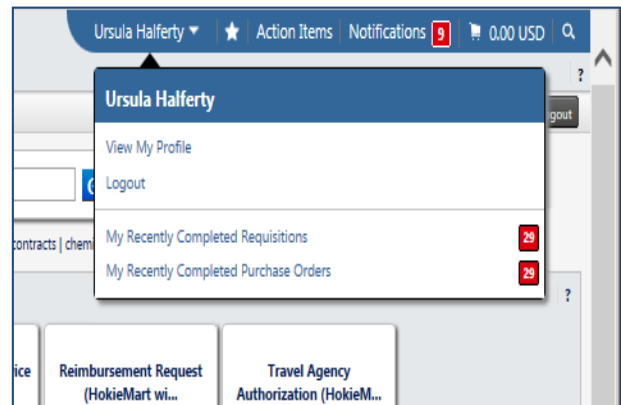 Ursula Halferty Action Items Notifications 9 0.00 USD
?
Ursula Halferty
gout
View My Profile
Logout
My Recently Completed Requisitions 29
contracts | chemi
My Recently Completed Purchase Orders 29
?
ice Reimbursement Request Travel Agency
(HokieMart wi... Authorization (HokieM...